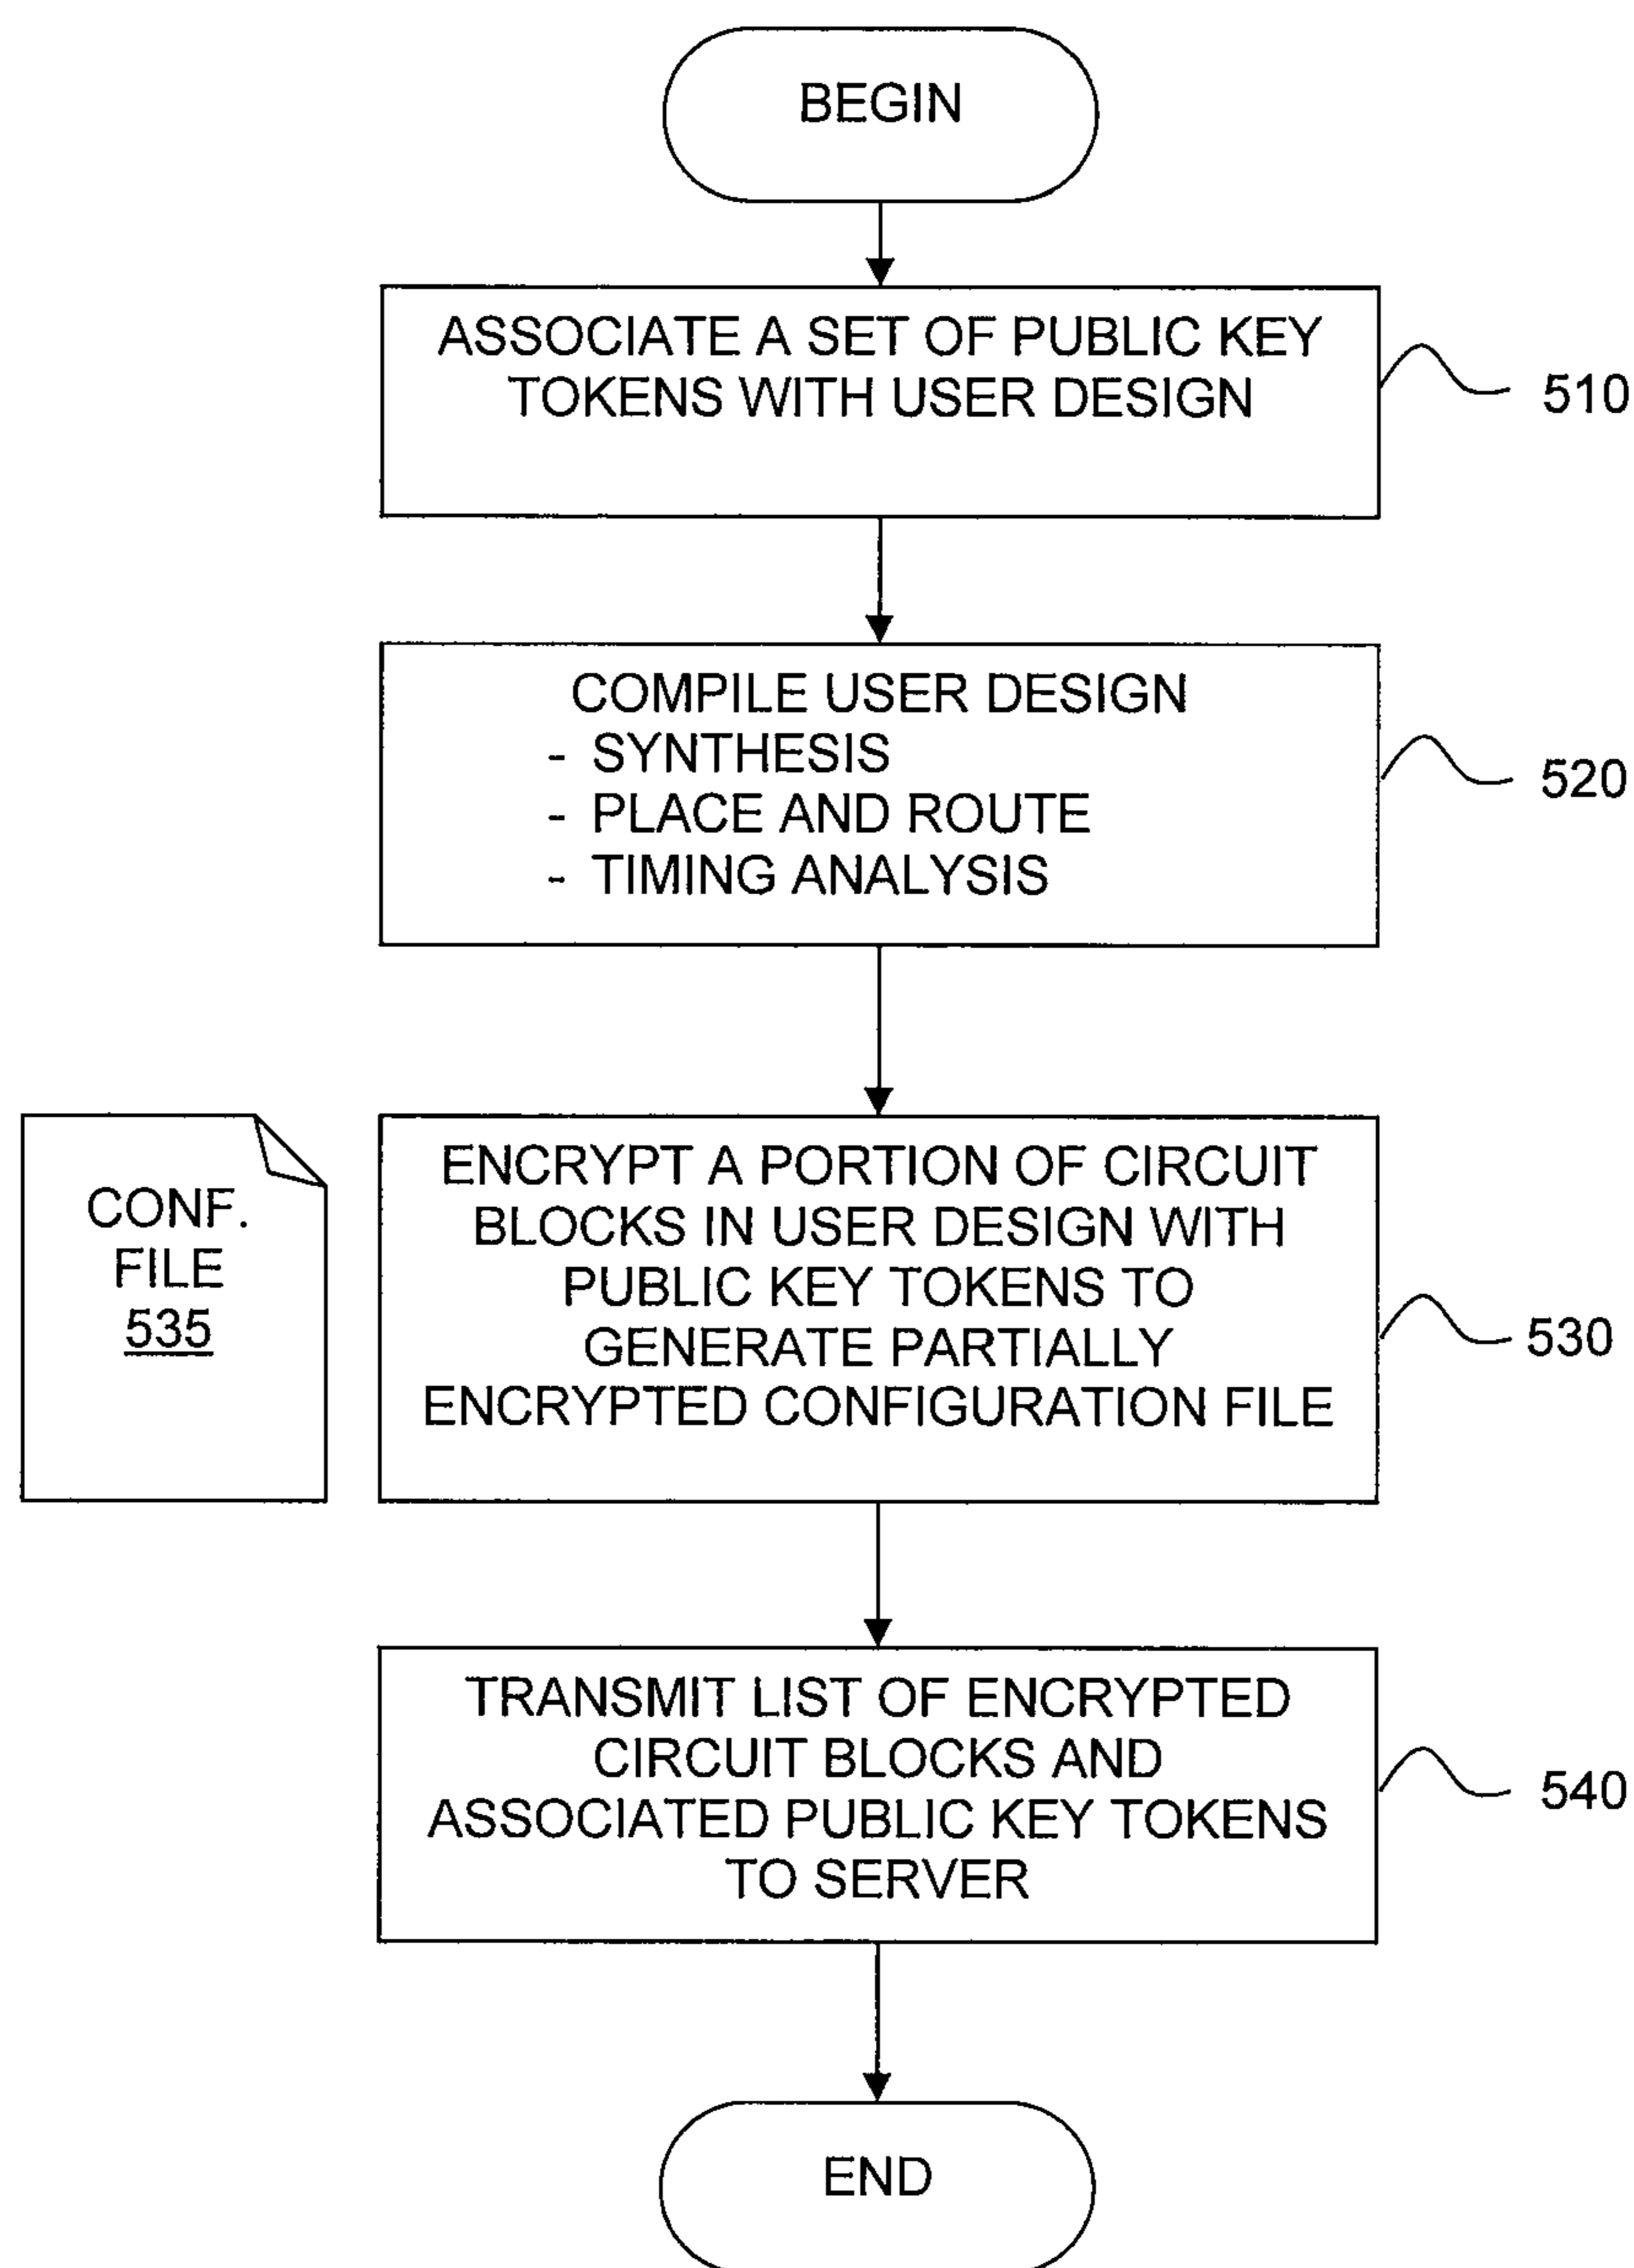 BEGIN
ASSOCIATE A SET OF PUBLIC KEY
TOKENS WITH USER DESIGN
510
COMPILE USER DESIGN
- SYNTHESIS
- PLACE AND ROUTE
- TIMING ANALYSIS
520
CONF.
FILE
535
ENCRYPT A PORTION OF CIRCUIT
BLOCKS IN USER DESIGN WITH
PUBLIC KEY TOKENS TO
GENERATE PARTIALLY
ENCRYPTED CONFIGURATION FILE
530
TRANSMIT LIST OF ENCRYPTED
CIRCUIT BLOCKS AND
ASSOCIATED PUBLIC KEY TOKENS
TO SERVER
540
END